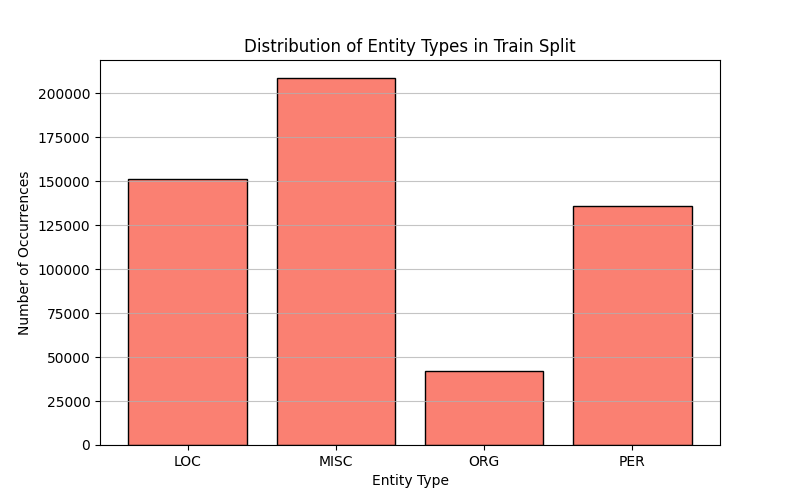 Distribution of Entity Types in Train Split
Number of Occurrences
200000
175000
150000
125000
100000
75000
50000
25000
0
LOC MISC ORG PER
Entity Type